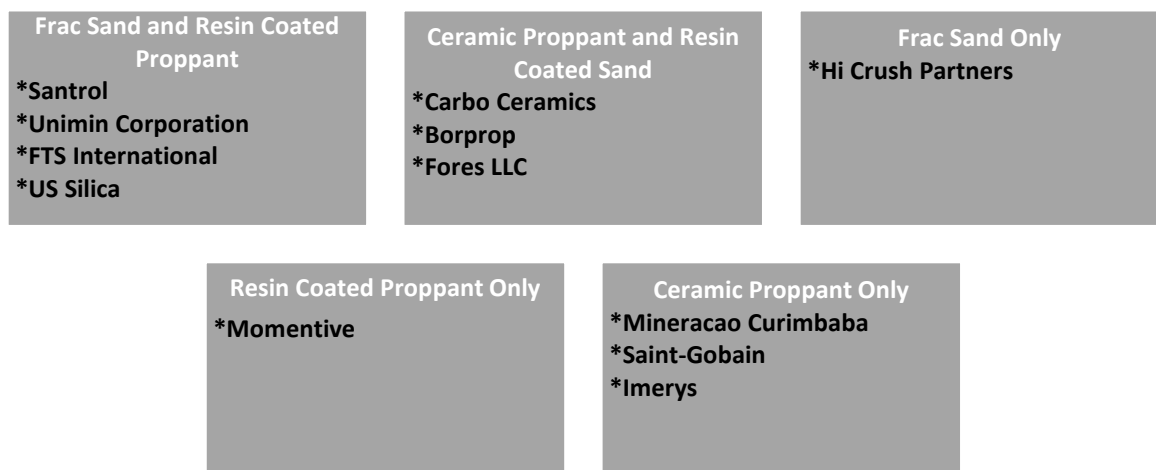 Frac Sand and Resin Coated
Proppant
*Santrol
*Unimin Corporation
*FTS International
*US Silica
Ceramic Proppant and Resin
Coated Sand
*Carbo Ceramics
*Borprop
*Fores LLC
Frac Sand Only
*Hi Crush Partners
Resin Coated Proppant Only
*Momentive
Ceramic Proppant Only
*Mineracao Curimbaba
*Saint-Gobain
*Imerys